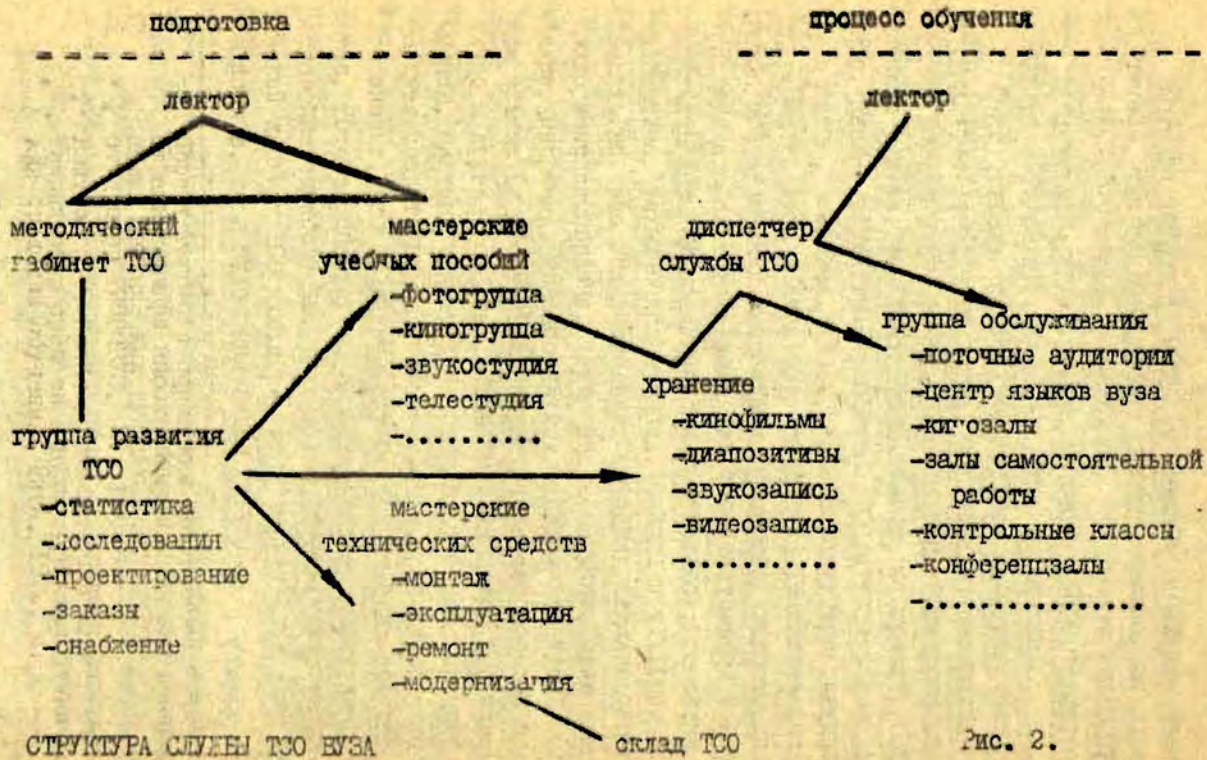 подготовка
процесс обучения
лектор
лектор
методический
габинет ТСО
мастерские
учебных пособий
-фотогруппа
-киногруппа
-звукостудия
-телестудия
-..........
диспетчер
службы ТСО
группа обслуживания
-поточные аудитории
-центр языков вуза
-кинозалы
-залы самостоятельной
работы
-контрольные классы
-конференцзалы
-................
хранение
-кинофильмы
-диапозитивы
-звукозапись
-видеозапись
-...........
группа развития
ТСО
-статистика
-исследования
-проектирование
-заказы
-снабжение
мастерские
технических средств
-монтаж
-эксплуатация
-ремонт
-модернизация
склад ТСО
СТРУКТУРА СЛУЖБЫ ТСО ВУЗА
Рис. 2.